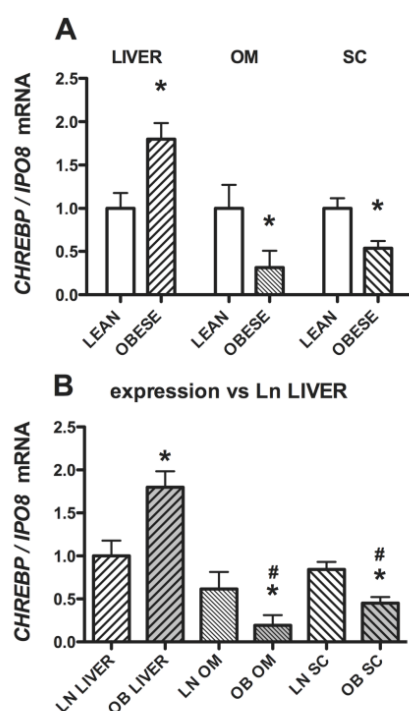 A
LIVER OM SC
CHREBP / IPO8 mRNA
2.5
2.0
1.5
1.0
0.5
0.0
* * *
LEAN OBESE LEAN OBESE LEAN OBESE
B
expression vs Ln LIVER
CHREBP / IPO8 mRNA
2.5
2.0
1.5
1.0
0.5
0.0
*
# #
* *
LN LIVER OB LIVER LN OM OB OM LN SC OB SC